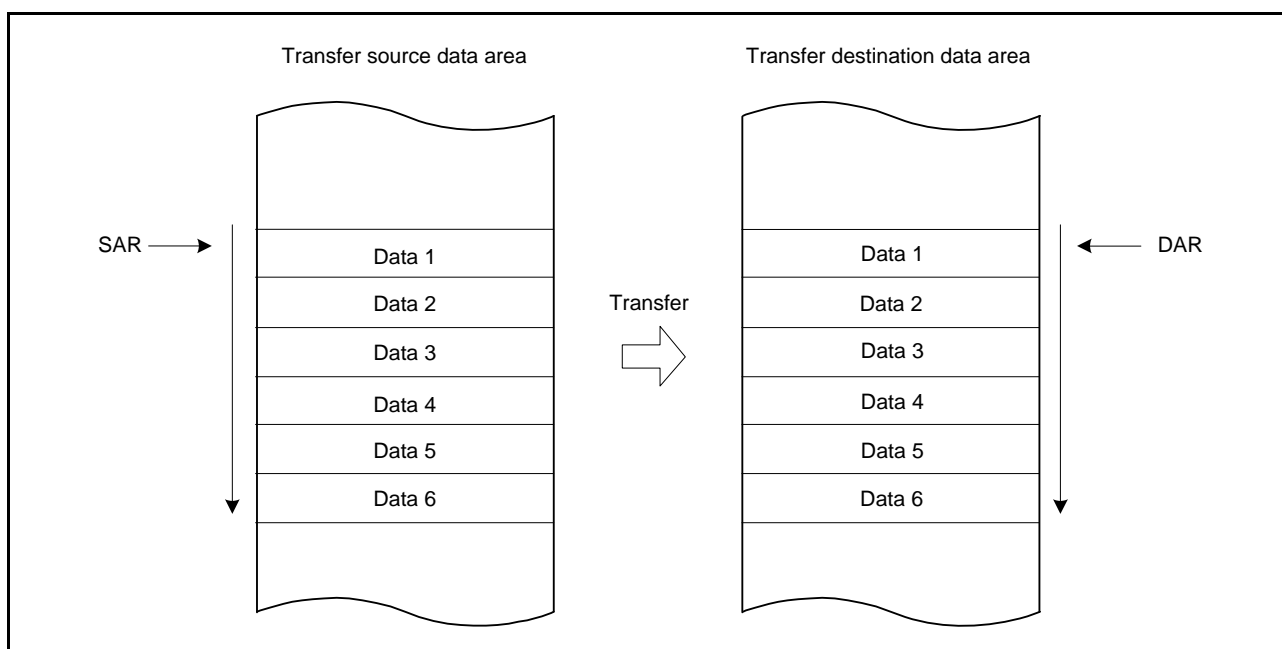 Transfer source data area
Transfer destination data area
SAR
Data 1
Data 2
Data 3
Data 4
Data 5
Data 6
Transfer
Data 1
Data 2
Data 3
Data 4
Data 5
Data 6
DAR